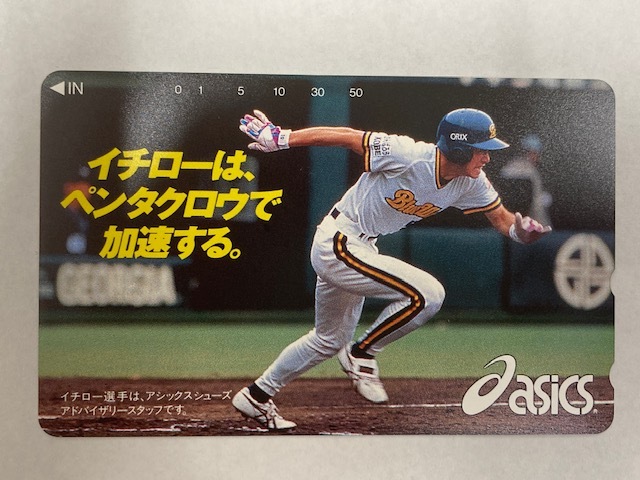 ◀IN 0 1 5 10 30 50
イチローは、
ペンタクロウで
加速する。
ORIX
KOBE
GEORGIA
イチロー選手は、アシックスシューズ
アドバイザリースタッフです。
asics